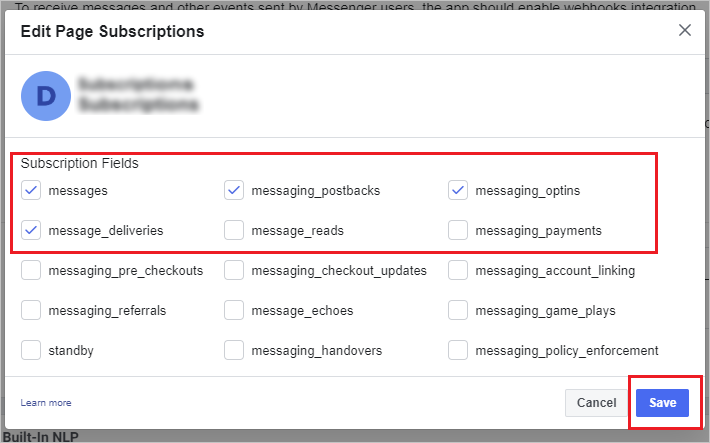 To receive messages and other events sent by Messenger users, the app should enable webhooks integration.
Edit Page Subscriptions
D
Subscriptions
Subscriptions
Subscription Fields
messages messaging_postbacks messaging_optins
message_deliveries message_reads messaging_payments
messaging_pre_checkouts messaging_checkout_updates messaging_account_linking
messaging_referrals message_echoes messaging_game_plays
standby messaging_handovers messaging_policy_enforcement
Learn more Cancel Save
Built-In NLP